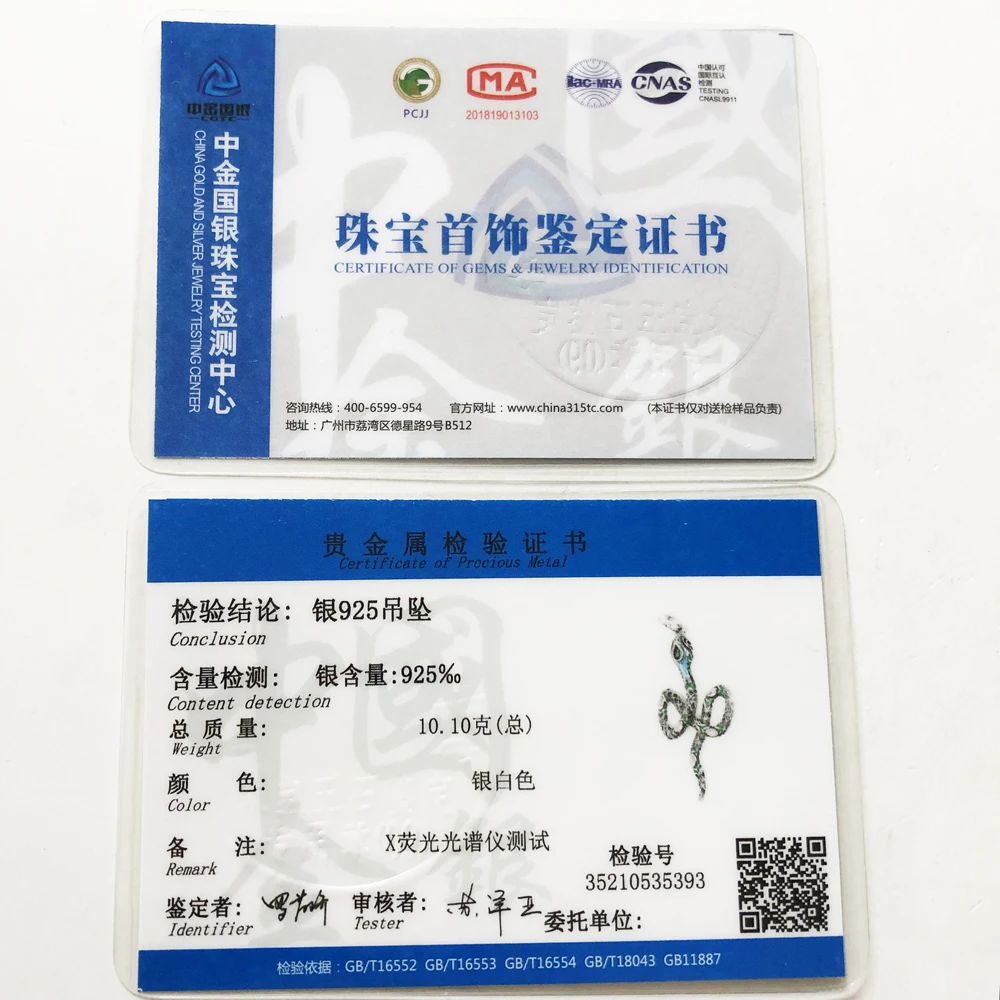 中金国银
CGTC
中金国银珠宝检测中心
CHINA GOLD AND SILVER JEWELRY TESTING CENTER
PCJJ
MA
201819013103
ilac-MRA
CNAS
中国认可
国际互认
检测
TESTING
CNASL9911
珠宝首饰鉴定证书
CERTIFICATE OF GEMS & JEWELRY IDENTIFICATION
咨询热线:400-6599-954 官方网址:www.china315tc.com (本证书仅对送检样品负责)
地址:广州市荔湾区德星路9号B512
贵金属检验证书
Certificate of Precious Metal
检验结论: 银925吊坠
Conclusion
含量检测: 银含量:925‰
Content detection
总质量: 10.10克(总)
Weight
颜色: 银白色
Color
备注: X荧光光谱仪测试
Remark
检验号
35210535393
鉴定者: 审核者: 委托单位:
Identifier Tester
检验依据:GB/T16552 GB/T16553 GB/T16554 GB/T18043 GB11887